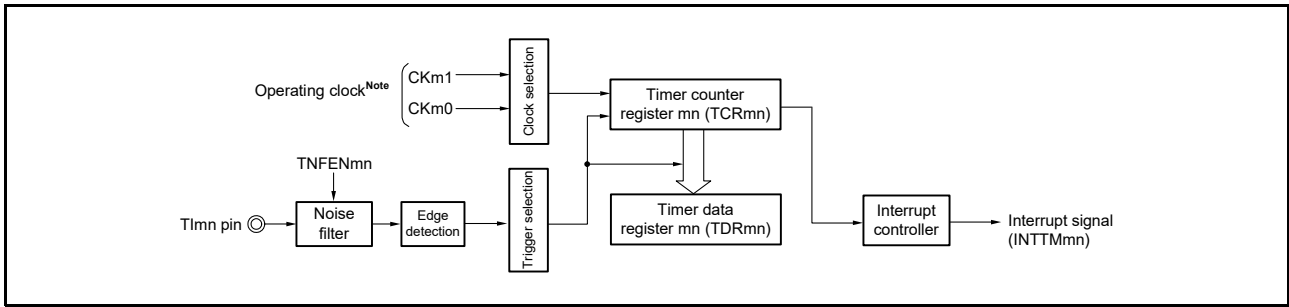 Operating clockNote
CKm1
CKm0
Clock selection
Timer counter
register mn (TCRmn)
TNFENmn
TImn pin
Noise
filter
Edge
detection
Trigger selection
Timer data
register mn (TDRmn)
Interrupt
controller
Interrupt signal
(INTTMmn)